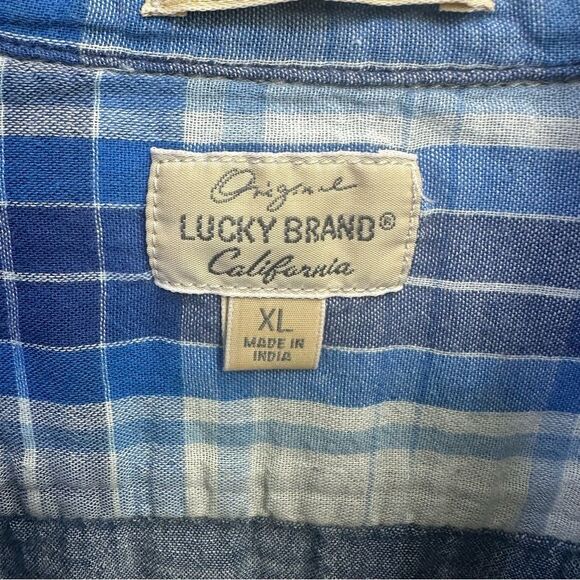 Original
LUCKY BRAND®
California
XL
MADE IN
INDIA